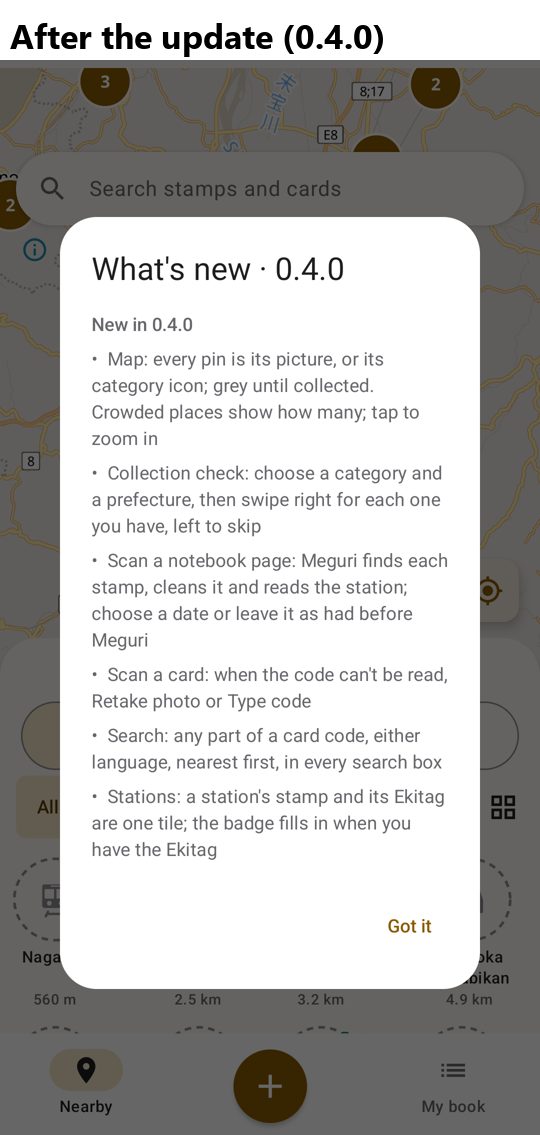 After the update (0.4.0)
3
2
8;17
E8
来宝川
2
Search stamps and cards
What's new · 0.4.0
New in 0.4.0
• Map: every pin is its picture, or its
category icon; grey until collected.
Crowded places show how many; tap to
zoom in
• Collection check: choose a category and
a prefecture, then swipe right for each one
you have, left to skip
8
• Scan a notebook page: Meguri finds each
stamp, cleans it and reads the station;
choose a date or leave it as had before
Meguri
• Scan a card: when the code can't be read,
Retake photo or Type code
• Search: any part of a card code, either
language, nearest first, in every search box
• Stations: a station's stamp and its Ekitag
are one tile; the badge fills in when you
have the Ekitag
All
Got it
560 m
2.5 km
3.2 km
4.9 km
Nearby
My book